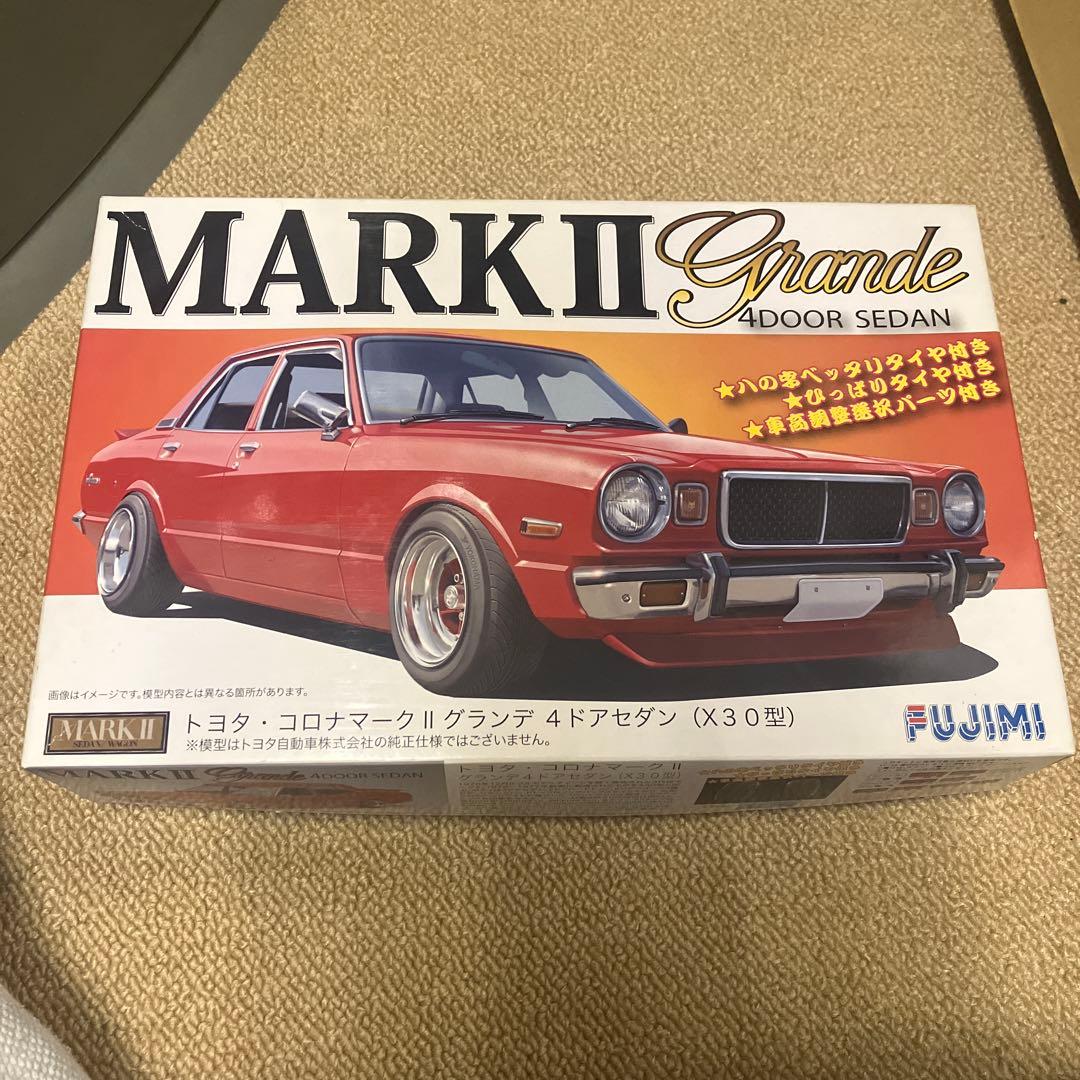 MARK II Grande
4DOOR SEDAN
★ハの字ベッタリタイヤ付き
★ひっぱりタイヤ付き
★車高調整選択パーツ付き
YOKOHAMA
画像はイメージです。模型内容とは異なる箇所があります。
MARK II
SEDAN/WAGON
トヨタ・コロナマークⅡグランデ 4ドアセダン（X30型）
※模型はトヨタ自動車株式会社の純正仕様ではございません。
FUJIMI
MARK II Grande 4DOOR SEDAN
トヨタ・コロナマークⅡ
グランデ4ドアセダン（X30型）